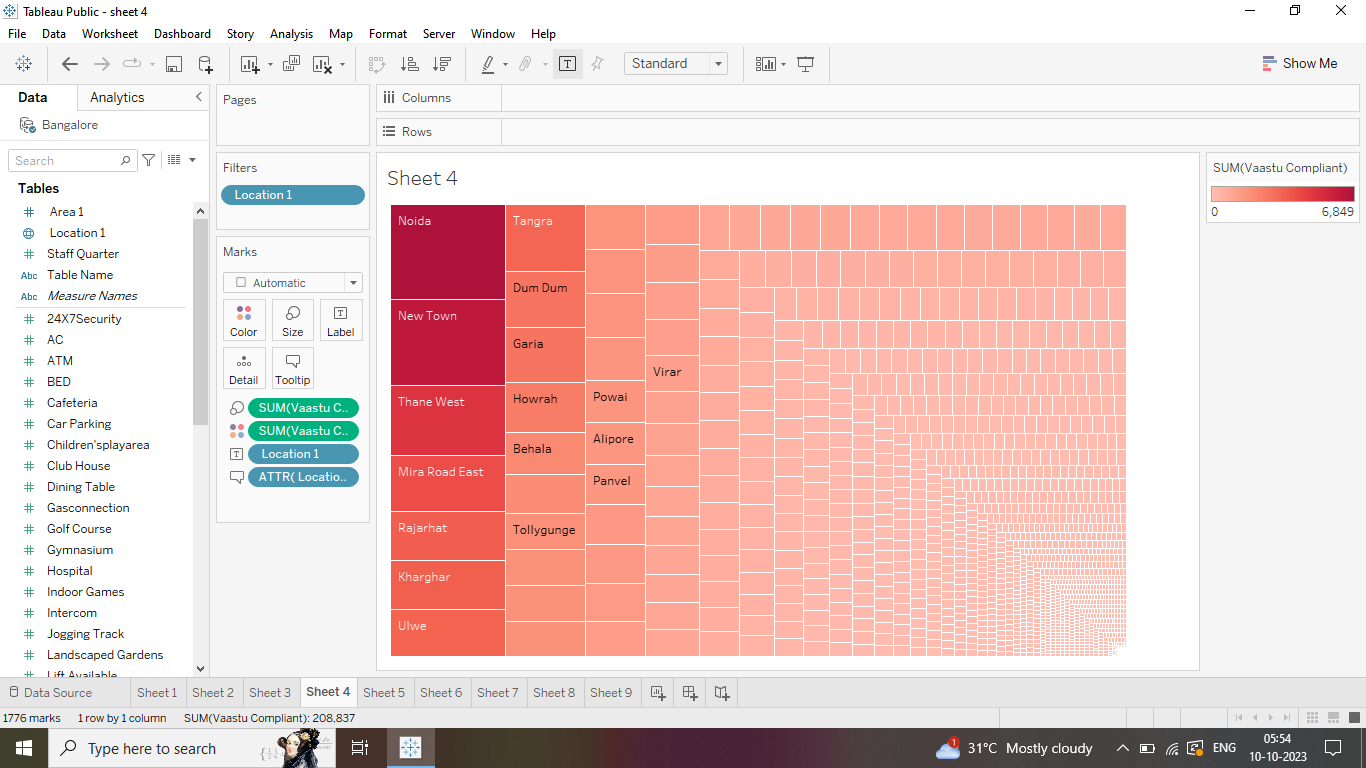 Tableau Public - sheet 4
File Data Worksheet Dashboard Story Analysis Map Format Server Window Help
Standard
Show Me
Data Analytics
Bangalore
Search
Tables
Area 1
Location 1
Staff Quarter
Abc Table Name
Abc Measure Names
24X7Security
AC
ATM
BED
Cafeteria
Car Parking
Children'splayarea
Club House
Dining Table
Gasconnection
Golf Course
Gymnasium
Hospital
Indoor Games
Intercom
Jogging Track
Landscaped Gardens
Lift Available
Pages
Filters
Location 1
Marks
Automatic
Color Size Label
Detail Tooltip
SUM(Vaastu C..
SUM(Vaastu C..
Location 1
ATTR( Locatio..
Columns
Rows
Sheet 4
Noida
New Town
Thane West
Mira Road East
Rajarhat
Kharghar
Ulwe
Tangra
Dum Dum
Garia
Howrah
Behala
Tollygunge
Powai
Alipore
Panvel
Virar
SUM(Vaastu Compliant)
0 6,849
Data Source Sheet 1 Sheet 2 Sheet 3 Sheet 4 Sheet 5 Sheet 6 Sheet 7 Sheet 8 Sheet 9
1776 marks 1 row by 1 column SUM(Vaastu Compliant): 208,837
Type here to search
1
31°C Mostly cloudy
ENG
05:54
10-10-2023